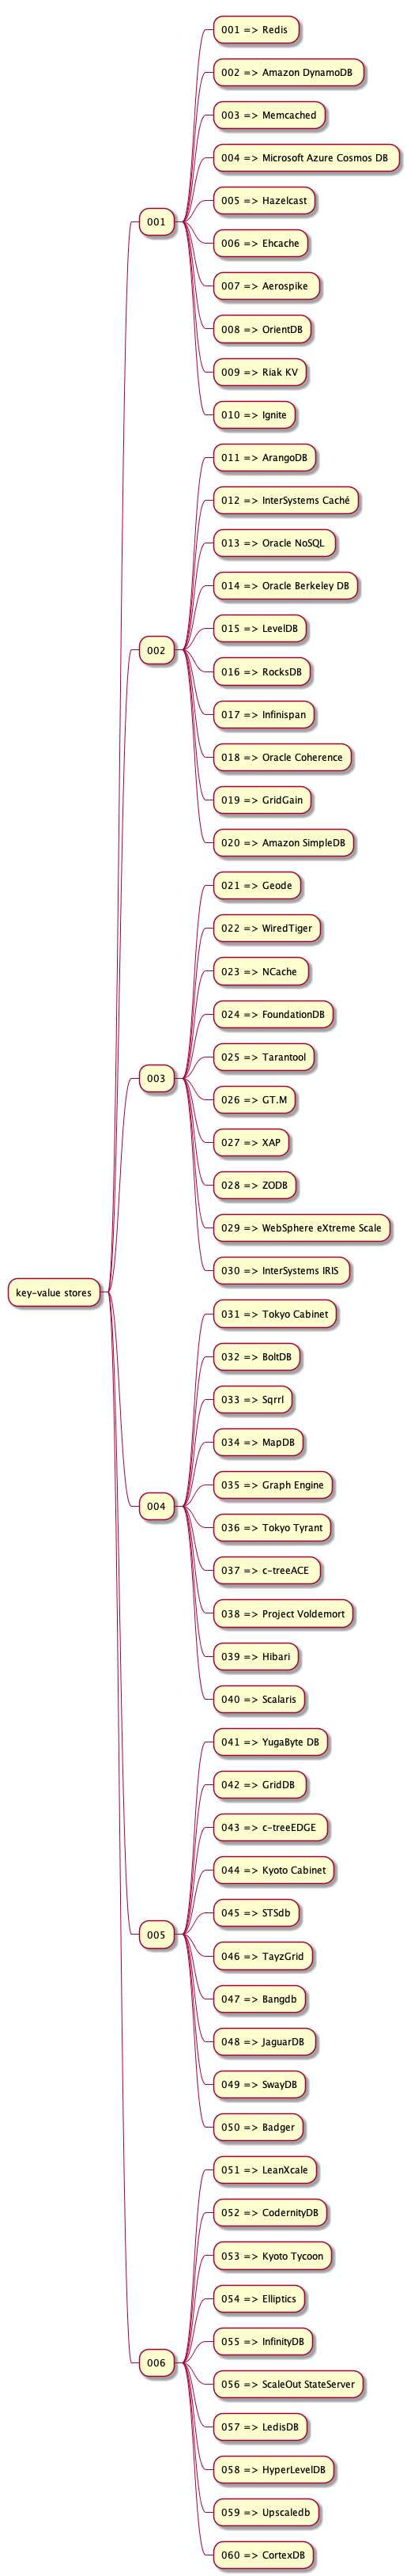 001 => Redis
002 => Amazon DynamoDB
003 => Memcached
004 => Microsoft Azure Cosmos DB
005 => Hazelcast
001
006 => Ehcache
007 => Aerospike
008 => OrientDB
009 => Riak KV
010 => Ignite
011 => ArangoDB
012 => InterSystems Caché
013 => Oracle NoSQL
014 => Oracle Berkeley DB
015 => LevelDB
002
016 => RocksDB
017 => Infinispan
018 => Oracle Coherence
019 => GridGain
020 => Amazon SimpleDB
021 => Geode
022 => WiredTiger
023 => NCache
024 => FoundationDB
025 => Tarantool
003
026 => GT.M
027 => XAP
028 => ZODB
029 => WebSphere eXtreme Scale
030 => InterSystems IRIS
key-value stores
031 => Tokyo Cabinet
032 => BoltDB
033 => Sqrrl
034 => MapDB
035 => Graph Engine
004
036 => Tokyo Tyrant
037 => c-treeACE
038 => Project Voldemort
039 => Hibari
040 => Scalaris
041 => YugaByte DB
042 => GridDB
043 => c-treeEDGE
044 => Kyoto Cabinet
045 => STSdb
005
046 => TayzGrid
047 => Bangdb
048 => JaguarDB
049 => SwayDB
050 => Badger
051 => LeanXcale
052 => CodernityDB
053 => Kyoto Tycoon
054 => Elliptics
055 => InfinityDB
006
056 => ScaleOut StateServer
057 => LedisDB
058 => HyperLevelDB
059 => Upscaledb
060 => CortexDB